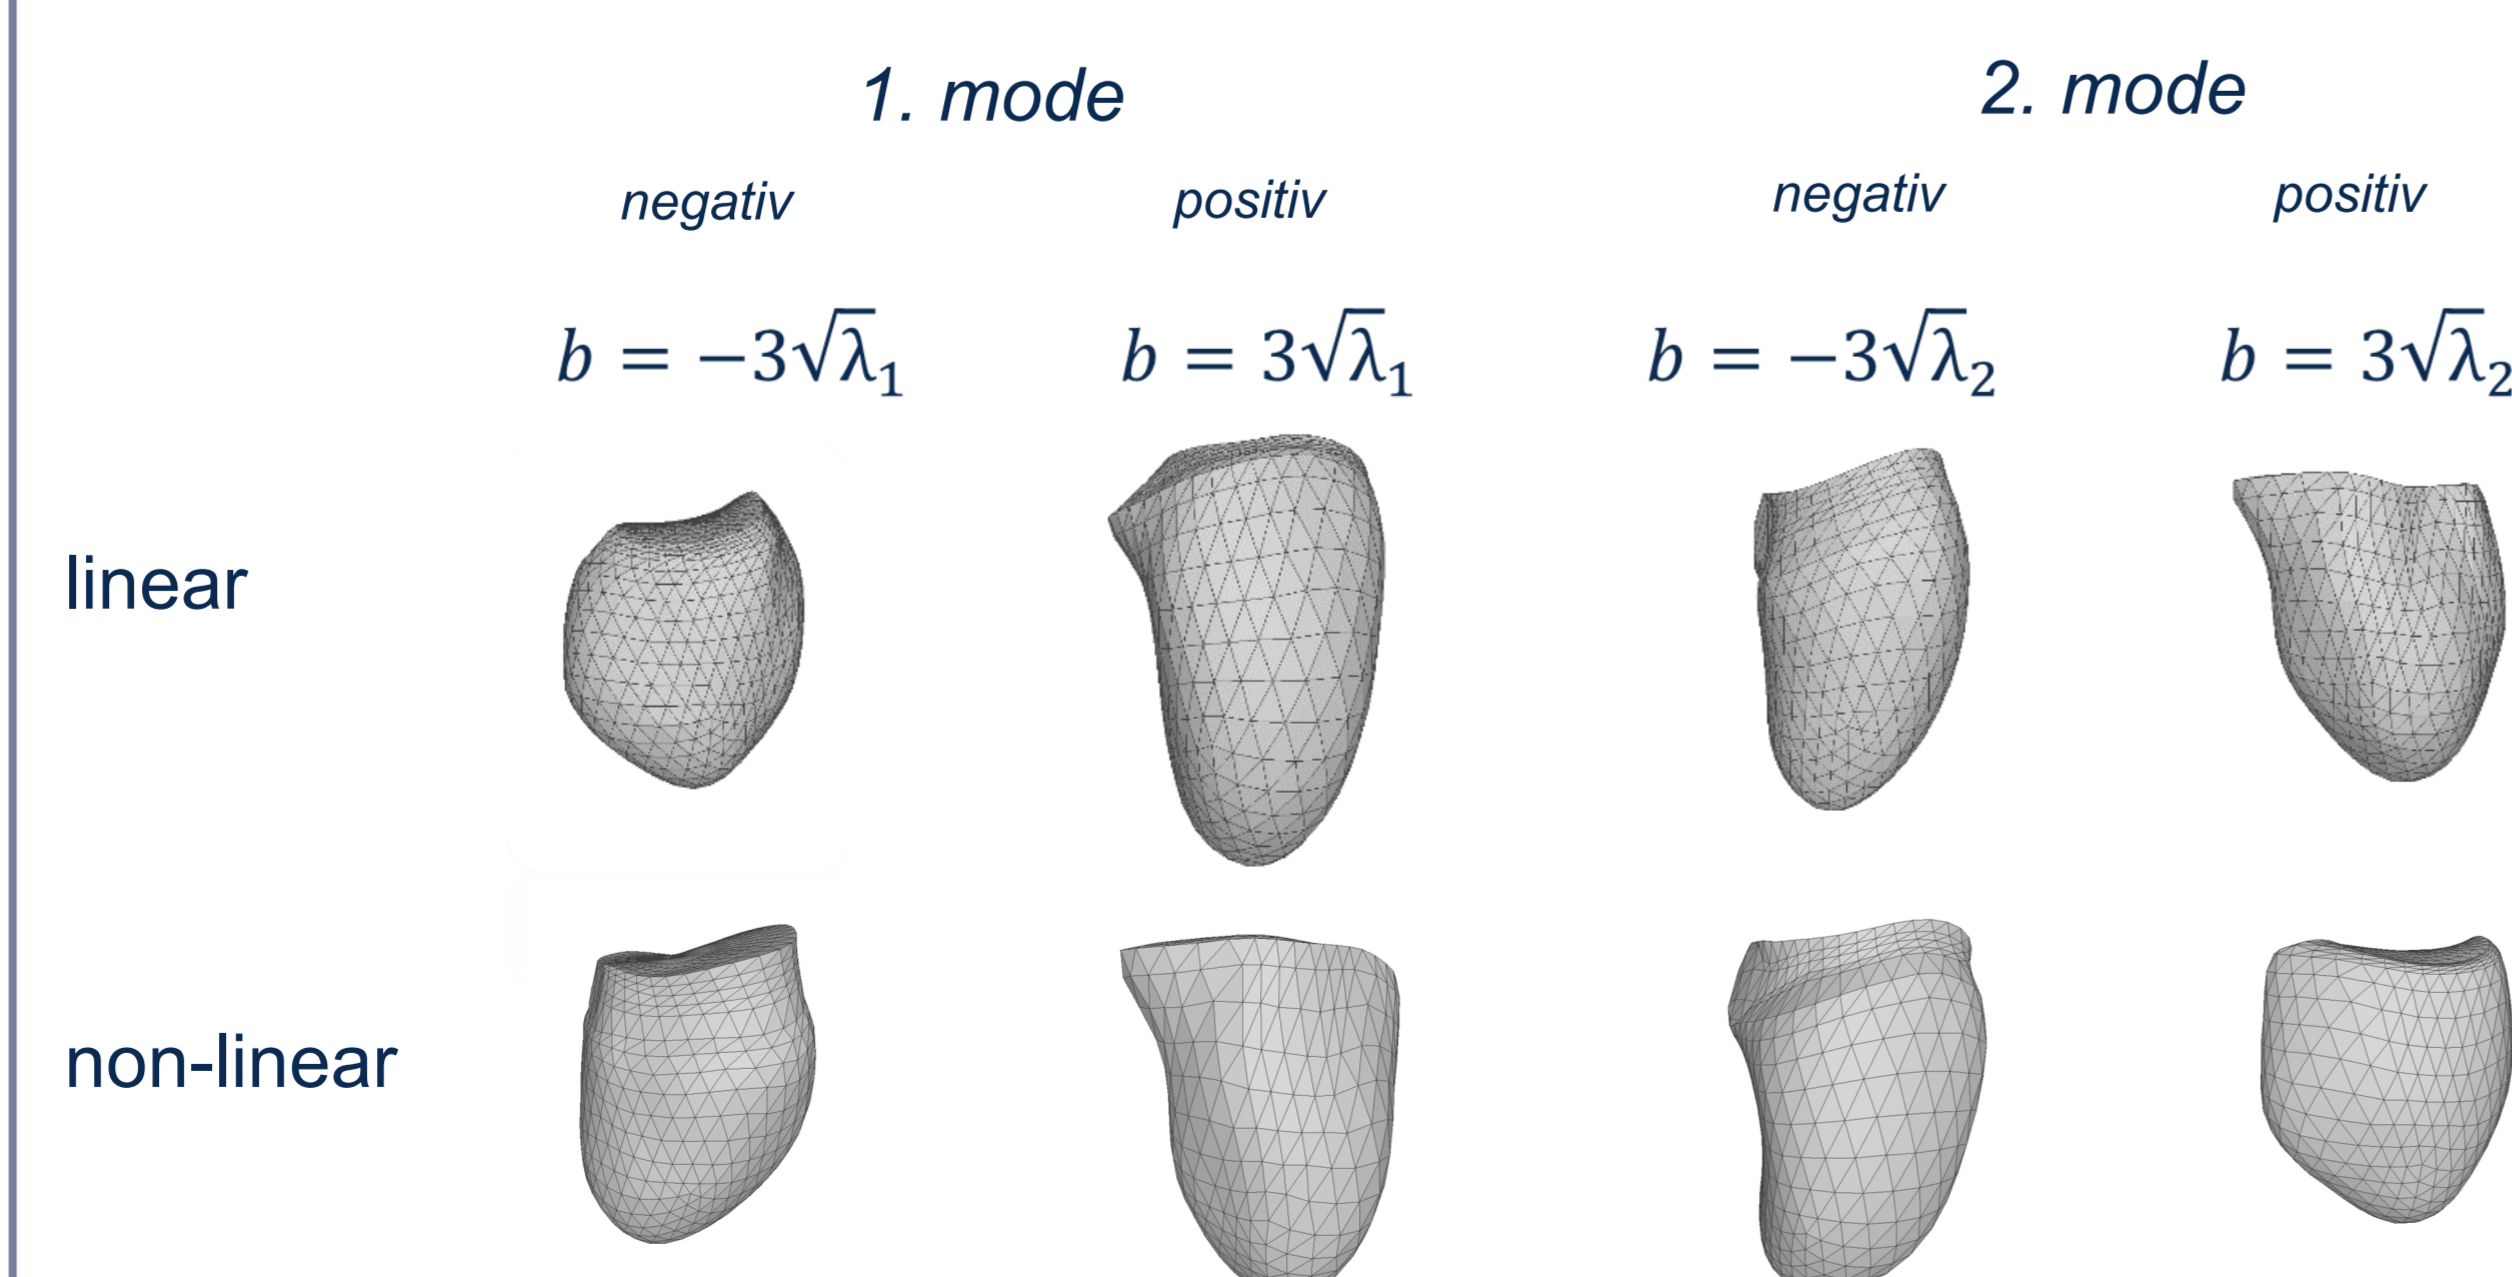 1. mode 2. mode
negativ positiv negativ positiv
b = −3√λ₁ b = 3√λ₁ b = −3√λ₂ b = 3√λ₂
linear
non-linear